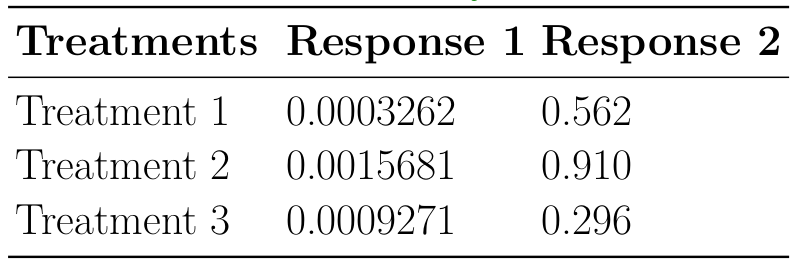 Treatments Response 1 Response 2
Treatment 1 0.0003262 0.562
Treatment 2 0.0015681 0.910
Treatment 3 0.0009271 0.296